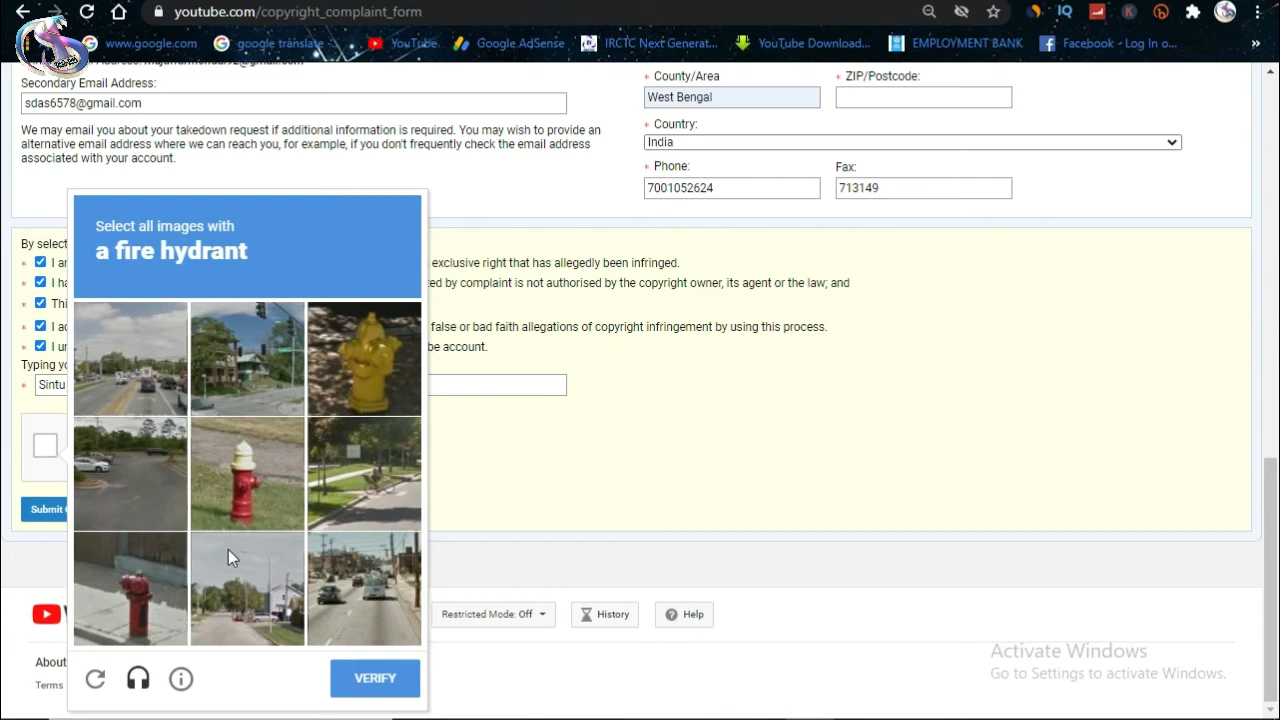 youtube.com/copyright_complaint_form
IQ
www.google.com
google translate -...
YouTube
Google AdSense
IRCTC Next Generat...
YouTube Download...
EMPLOYMENT BANK
Facebook - Log In o...
»
Secondary Email Address:
sdas6578@gmail.com
We may email you about your takedown request if additional information is required. You may wish to provide an
alternative email address where we can reach you, for example, if you don't frequently check the email address
associated with your account.
* County/Area
* ZIP/Postcode:
West Bengal
* Country:
India
* Phone:
Fax:
7001052624
713149
Select all images with
a fire hydrant
By select
* I ar
exclusive right that has allegedly been infringed.
* I ha
ted by complaint is not authorised by the copyright owner, its agent or the law; and
* Thi
* I ac
false or bad faith allegations of copyright infringement by using this process.
* I un
be account.
Typing yo
* Sintu
Submit
VERIFY
Restricted Mode: Off
History
Help
About
Terms
Activate Windows
Go to Settings to activate Windows.